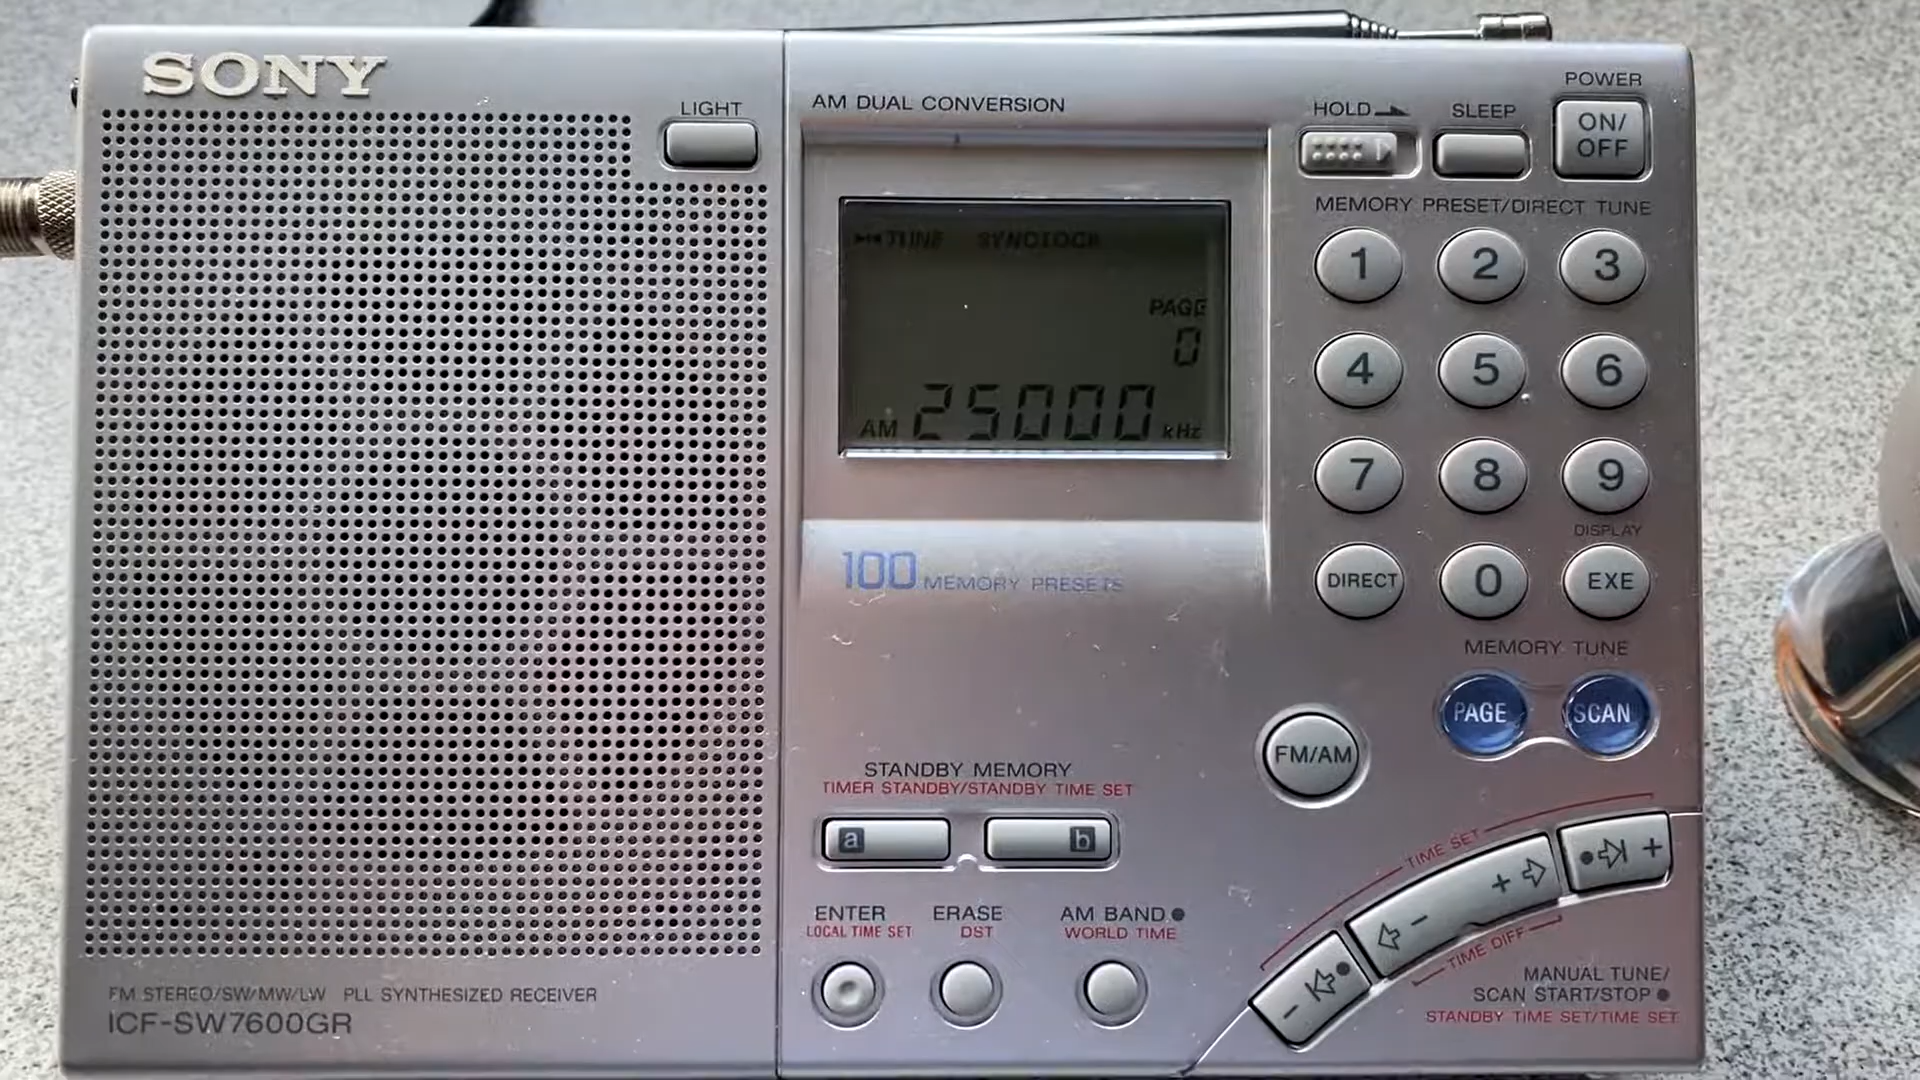 SONY
LIGHT
AM DUAL CONVERSION
HOLD
SLEEP
POWER
ON/
OFF
MEMORY PRESET/DIRECT TUNE
TUNE SYNCLOCK
PAGE
0
AM 25000 kHz
1 2 3
4 5 6
7 8 9
DISPLAY
DIRECT 0 EXE
100 MEMORY PRESETS
MEMORY TUNE
PAGE SCAN
FM/AM
STANDBY MEMORY
TIMER STANDBY/STANDBY TIME SET
a b
TIME SET
- + +
-
TIME DIFF
ENTER
LOCAL TIME SET
ERASE
DST
AM BAND
WORLD TIME
MANUAL TUNE/
SCAN START/STOP
STANDBY TIME SET/TIME SET
FM STEREO/SW/MW/LW PLL SYNTHESIZED RECEIVER
ICF-SW7600GR